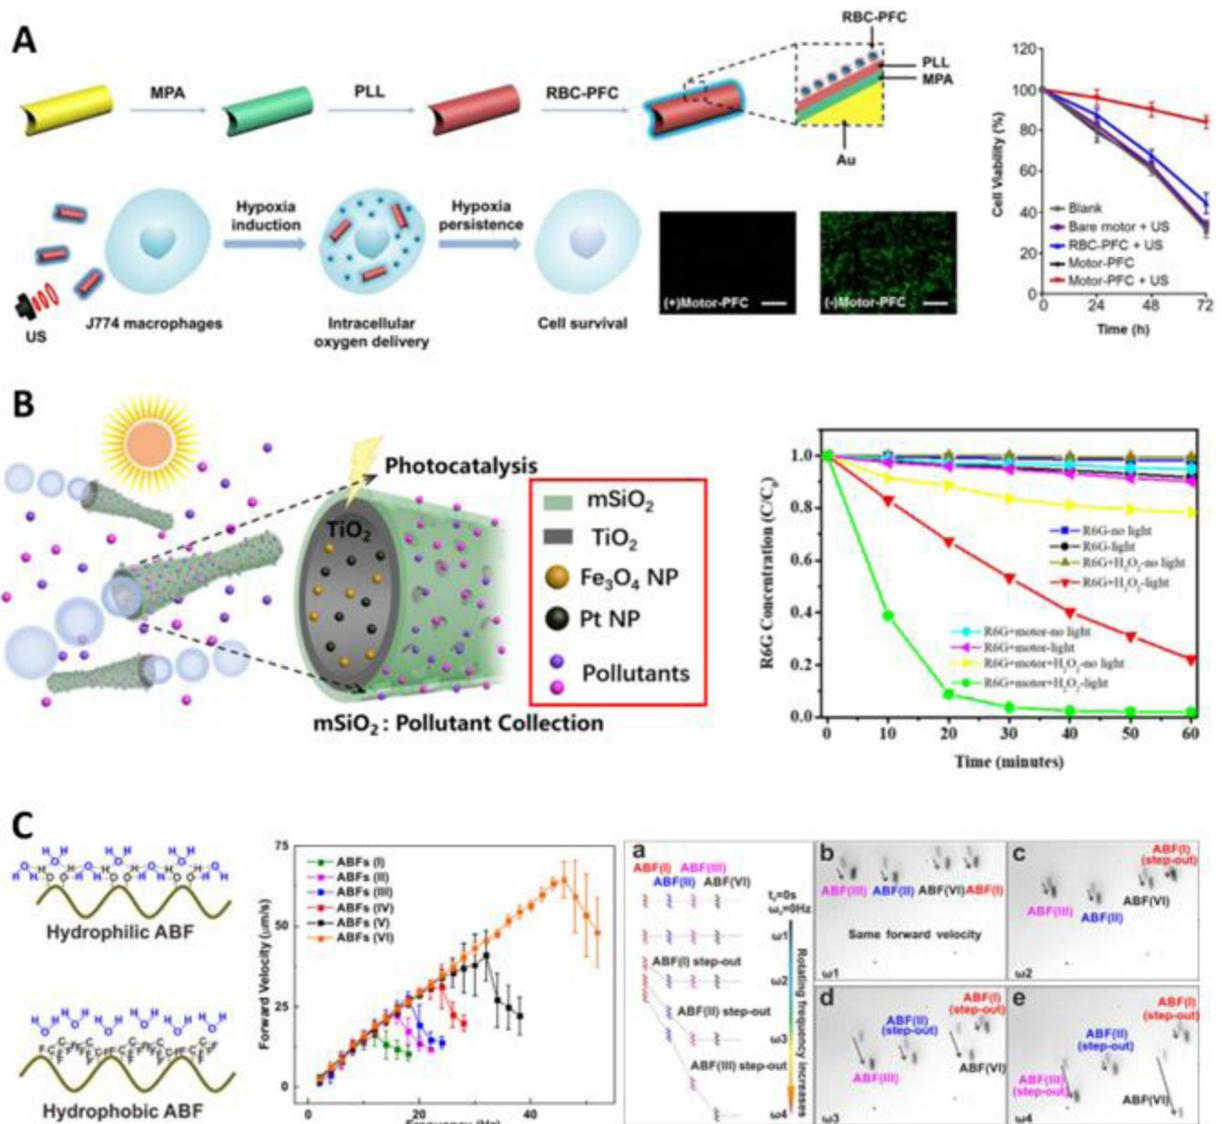 A
MPA
PLL
RBC-PFC
RBC-PFC
PLL
MPA
Au
US
J774 macrophages
Hypoxia
induction
Intracellular
oxygen delivery
Hypoxia
persistence
Cell survival
(+)Motor-PFC
(-)Motor-PFC
Cell Viability (%)
120
100
80
60
40
20
0
Blank
Bare motor + US
RBC-PFC + US
Motor-PFC
Motor-PFC + US
0 24 48 72
Time (h)
B
Photocatalysis
TiO2
mSiO2
TiO2
Fe3O4 NP
Pt NP
Pollutants
mSiO2 : Pollutant Collection
R6G Concentration (C/C0)
1.0
0.8
0.6
0.4
0.2
0.0
R6G-no light
R6G-light
R6G+H2O2-no light
R6G+H2O2-light
R6G+motor-no light
R6G+motor-light
R6G+motor+H2O2-no light
R6G+motor+H2O2-light
0 10 20 30 40 50 60
Time (minutes)
C
Hydrophilic ABF
Hydrophobic ABF
Forward Velocity (μm/s)
75
50
25
0
ABFs (I)
ABFs (II)
ABFs (III)
ABFs (IV)
ABFs (V)
ABFs (VI)
0 20 40
Frequency (Hz)
a
ABF(I) ABF(III)
ABF(II) ABF(VI)
ω1
ABF(I) step-out
ω2
ABF(II) step-out
ω3
ABF(III) step-out
ω4
Rotating frequency increases
b
ABF(III) ABF(II) ABF(VI) ABF(I)
Same forward velocity
ω1
c
ABF(I)
(step-out)
ABF(III)
ABF(II)
ABF(VI)
ω2
d
ABF(I)
(step-out)
ABF(II)
(step-out)
ABF(III)
ABF(VI)
ω3
e
ABF(I)
(step-out)
ABF(II)
(step-out)
ABF(III)
(step-out)
ABF(VI)
ω4